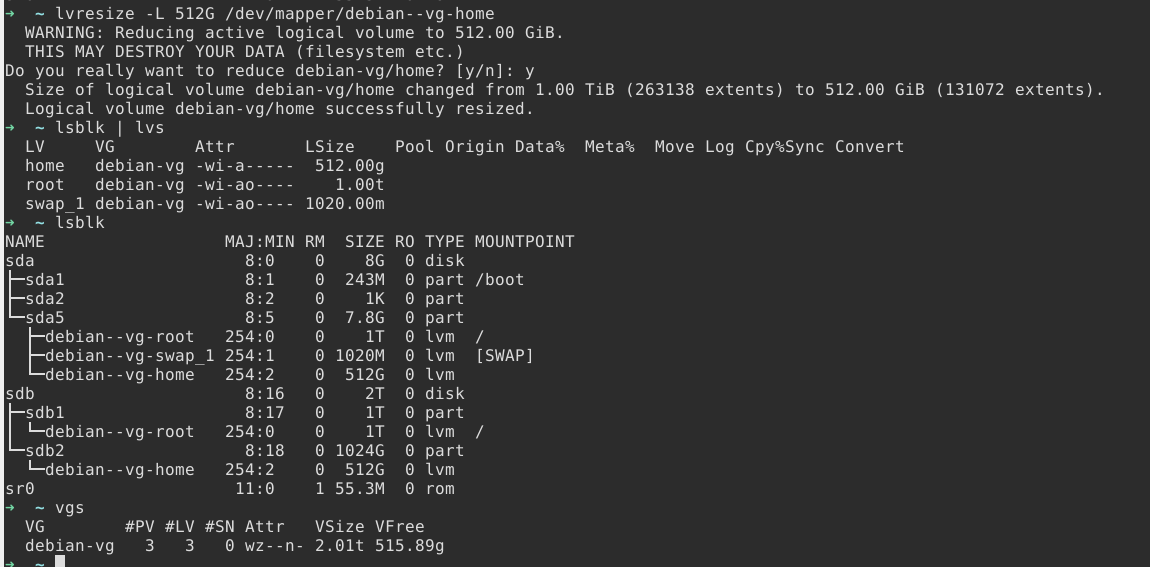 ➜  ~ lvresize -L 512G /dev/mapper/debian--vg-home
  WARNING: Reducing active logical volume to 512.00 GiB.
  THIS MAY DESTROY YOUR DATA (filesystem etc.)
Do you really want to reduce debian-vg/home? [y/n]: y
  Size of logical volume debian-vg/home changed from 1.00 TiB (263138 extents) to 512.00 GiB (131072 extents).
  Logical volume debian-vg/home successfully resized.
➜  ~ lsblk | lvs
  LV     VG        Attr       LSize    Pool Origin Data%  Meta%  Move Log Cpy%Sync Convert
  home   debian-vg -wi-a-----  512.00g
  root   debian-vg -wi-ao----    1.00t
  swap_1 debian-vg -wi-ao---- 1020.00m
➜  ~ lsblk
NAME                  MAJ:MIN RM  SIZE RO TYPE MOUNTPOINT
sda                     8:0    0    8G  0 disk
├─sda1                  8:1    0  243M  0 part /boot
├─sda2                  8:2    0    1K  0 part
└─sda5                  8:5    0  7.8G  0 part
  ├─debian--vg-root   254:0    0    1T  0 lvm  /
  ├─debian--vg-swap_1 254:1    0 1020M  0 lvm  [SWAP]
  └─debian--vg-home   254:2    0  512G  0 lvm
sdb                     8:16   0    2T  0 disk
├─sdb1                  8:17   0    1T  0 part
│ └─debian--vg-root   254:0    0    1T  0 lvm  /
└─sdb2                  8:18   0 1024G  0 part
  └─debian--vg-home   254:2    0  512G  0 lvm
sr0                    11:0    1 55.3M  0 rom
➜  ~ vgs
  VG        #PV #LV #SN Attr   VSize VFree
  debian-vg   3   3   0 wz--n- 2.01t 515.89g
➜  ~